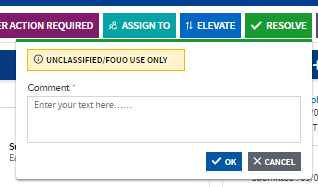 ER ACTION REQUIRED ASSIGN TO ELEVATE RESOLVE
UNCLASSIFIED//FOUO USE ONLY
Comment *
Enter your text here......
OK CANCEL